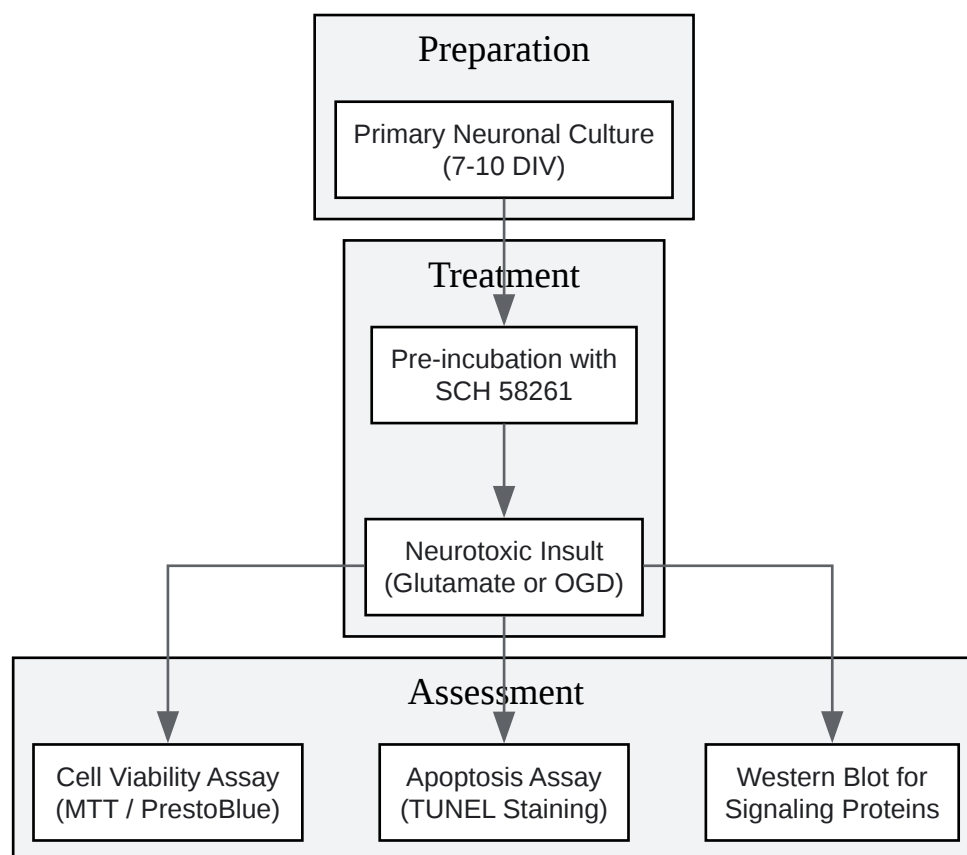 Preparation
Primary Neuronal Culture
(7-10 DIV)
Treatment
Pre-incubation with
SCH 58261
Neurotoxic Insult
(Glutamate or OGD)
Assessment
Cell Viability Assay
(MTT / PrestoBlue)
Apoptosis Assay
(TUNEL Staining)
Western Blot for
Signaling Proteins